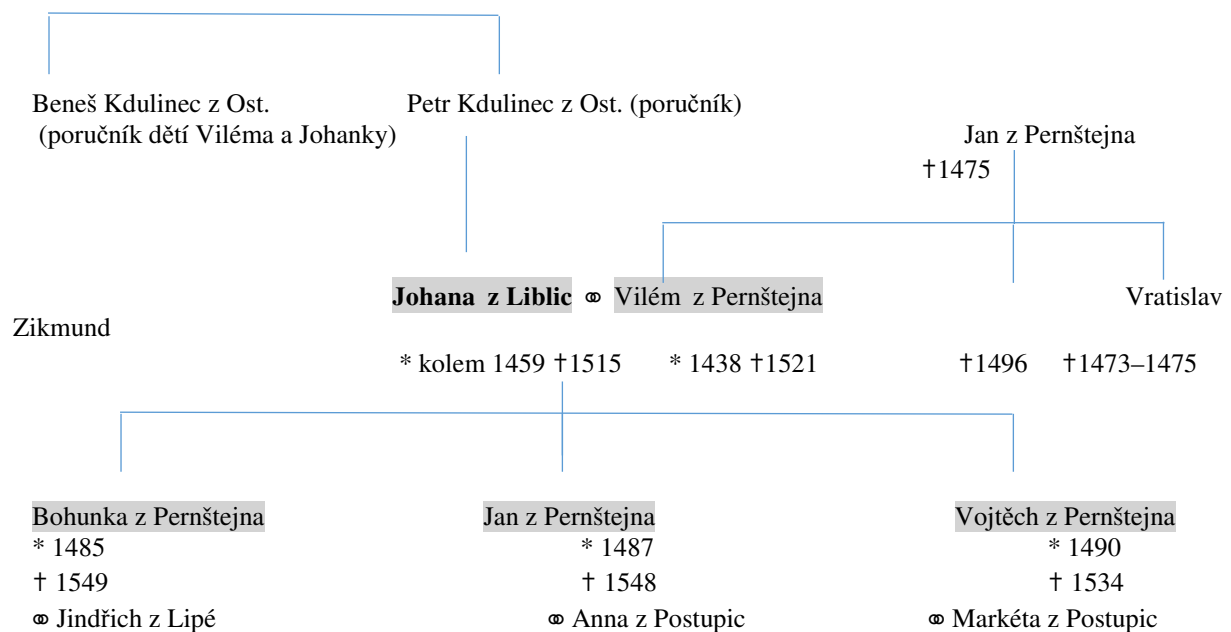 Beneš Kdulinec z Ost. Petr Kdulinec z Ost. (poručník)
(poručník dětí Viléma a Johanky) Jan z Pernštejna
†1475
Johana z Liblic ⚭ Vilém z Pernštejna Vratislav
Zikmund
* kolem 1459 †1515 * 1438 †1521 †1496 †1473–1475
Bohunka z Pernštejna Jan z Pernštejna Vojtěch z Pernštejna
* 1485 * 1487 * 1490
† 1549 † 1548 † 1534
⚭ Jindřich z Lipé ⚭ Anna z Postupic ⚭ Markéta z Postupic